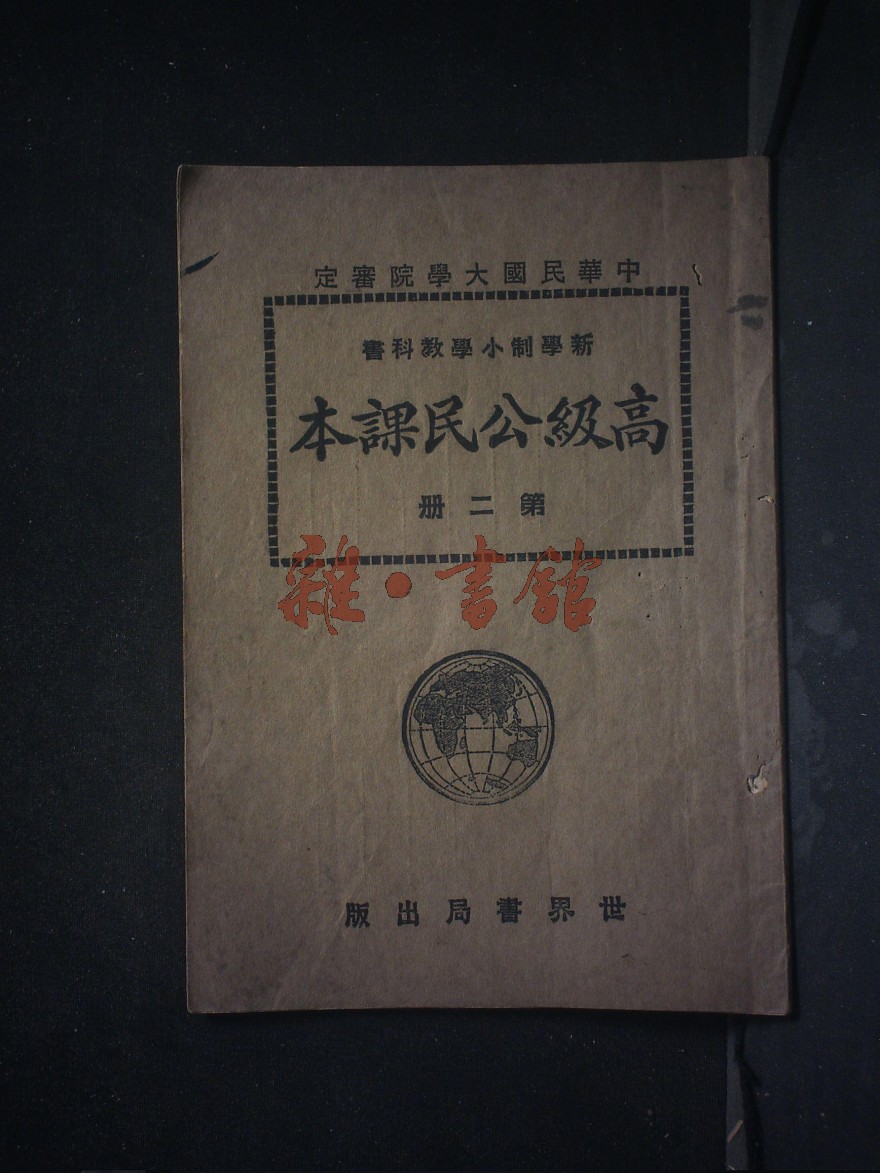 中華民國大學院審定
新學制小學教科書
高級公民課本
第二册
雜·書館
世界書局出版